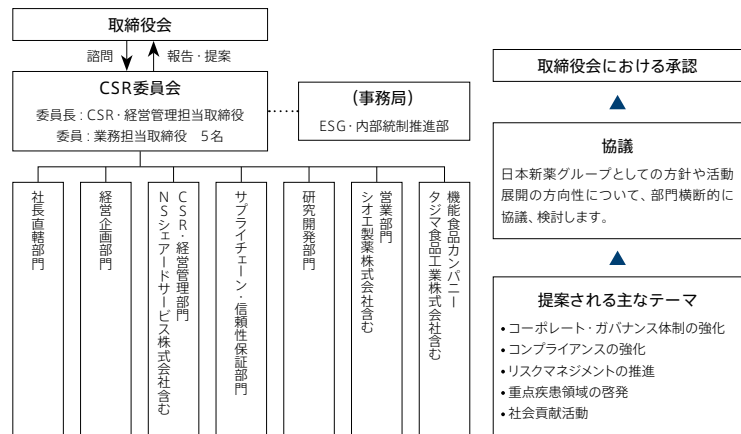 取締役会
諮問
報告・提案
CSR委員会
委員長：CSR・経営管理担当取締役
委員：業務担当取締役　5名
(事務局)
ESG・内部統制推進部
社長直轄部門
経営企画部門
CSR・経営管理部門
NSシェアードサービス株式会社含む
サプライチェーン・信頼性保証部門
研究開発部門
営業部門
シオエ製薬株式会社含む
機能食品カンパニー
タジマ食品工業株式会社含む
取締役会における承認
▲
協議
日本新薬グループとしての方針や活動
展開の方向性について、部門横断的に
協議、検討します。
▲
提案される主なテーマ
•コーポレート・ガバナンス体制の強化
•コンプライアンスの強化
•リスクマネジメントの推進
•重点疾患領域の啓発
•社会貢献活動